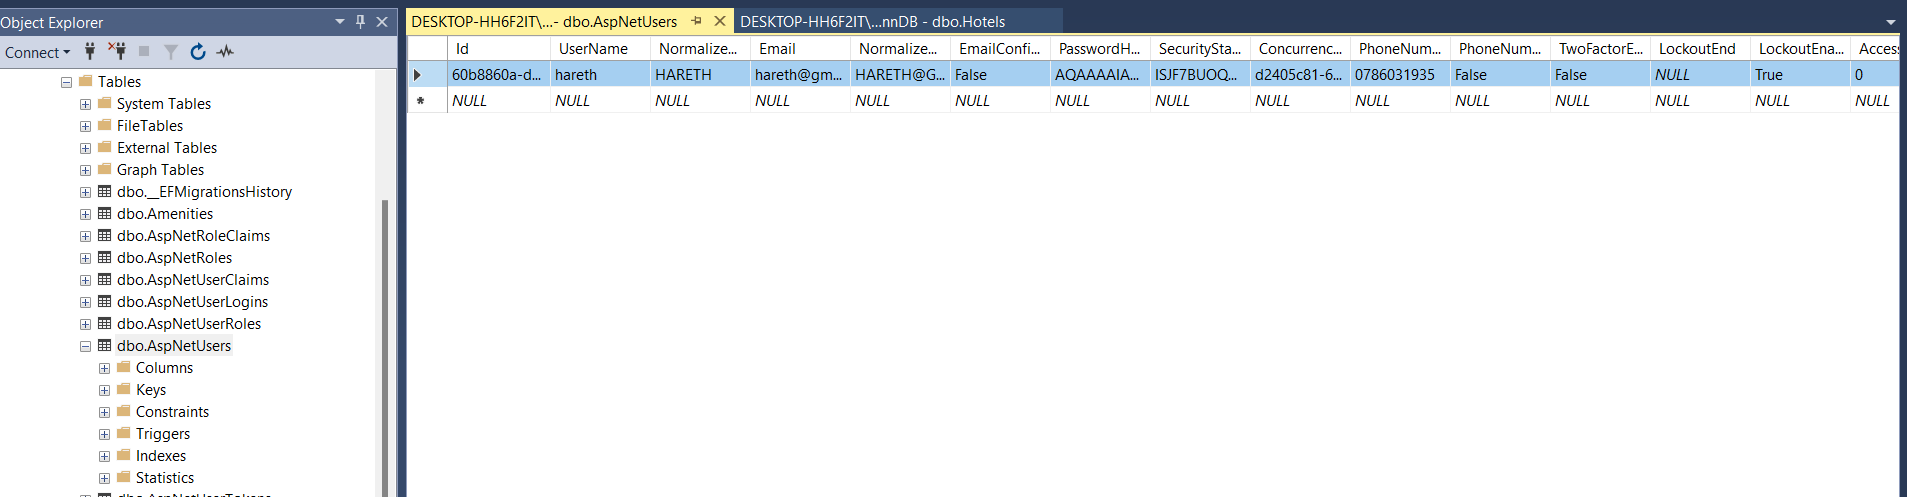 Object Explorer
Connect
Tables
System Tables
FileTables
External Tables
Graph Tables
dbo.__EFMigrationsHistory
dbo.Amenities
dbo.AspNetRoleClaims
dbo.AspNetRoles
dbo.AspNetUserClaims
dbo.AspNetUserLogins
dbo.AspNetUserRoles
dbo.AspNetUsers
Columns
Keys
Constraints
Triggers
Indexes
Statistics
dbo.AspNetUserTokens
DESKTOP-HH6F2IT\...- dbo.AspNetUsers DESKTOP-HH6F2IT\...nnDB - dbo.Hotels
Id UserName Normalize... Email Normalize... EmailConfi... PasswordH... SecuritySta... Concurrenc... PhoneNum... PhoneNum... TwoFactorE... LockoutEnd LockoutEna... Access
60b8860a-d... hareth HARETH hareth@gm... HARETH@G... False AQAAAAIA... ISJF7BUOQ... d2405c81-6... 0786031935 False False NULL True 0
* NULL NULL NULL NULL NULL NULL NULL NULL NULL NULL NULL NULL NULL NULL NULL